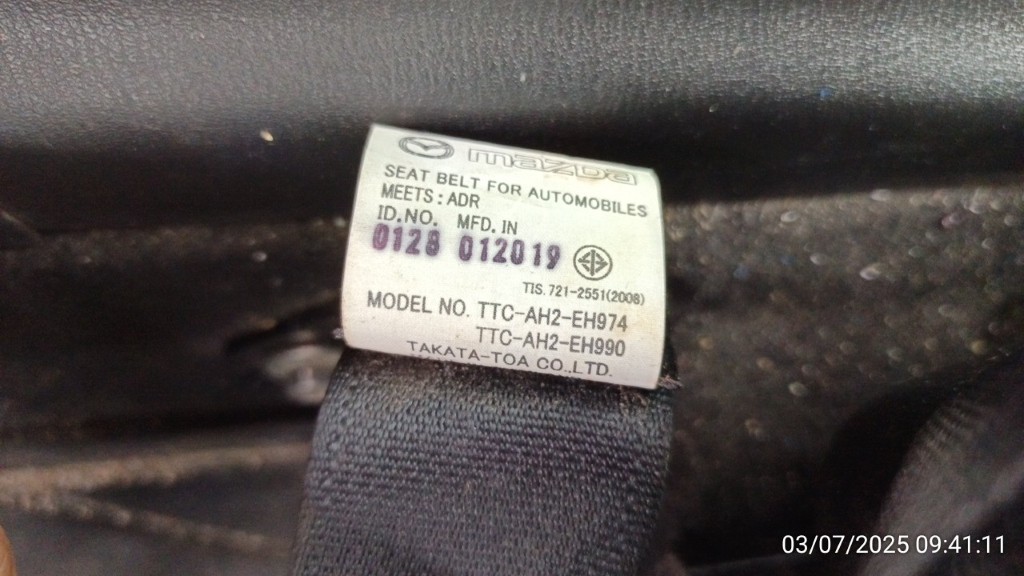 mazda
SEAT BELT FOR AUTOMOBILES
MEETS : ADR
ID.NO. MFD. IN
0128 012019
TIS. 721-2551(2008)
MODEL NO. TTC-AH2-EH974
TTC-AH2-EH990
TAKATA-TOA CO.,LTD.
03/07/2025 09:41:11